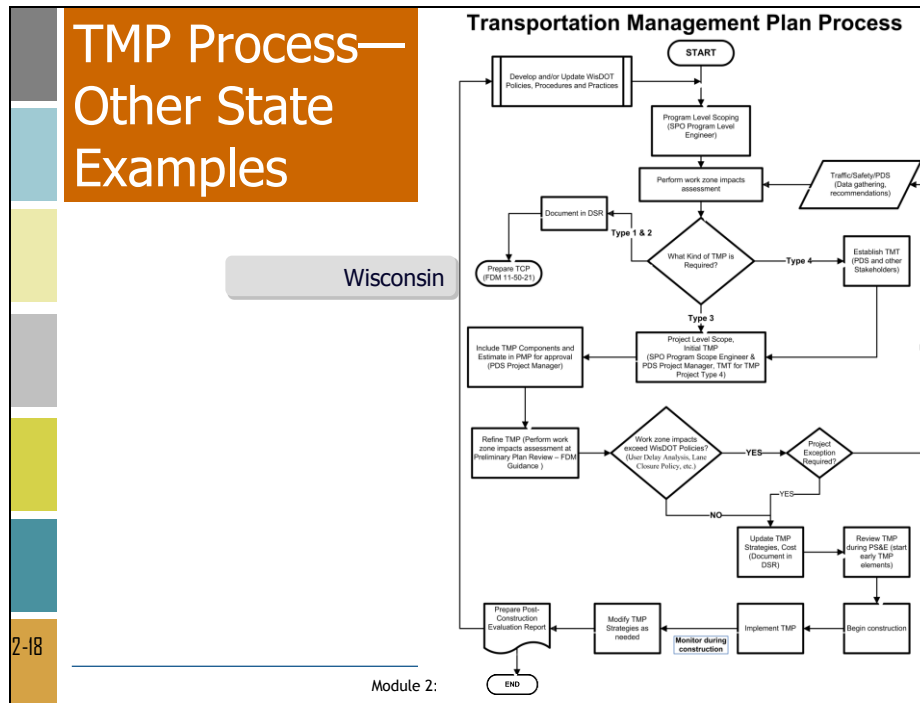 TMP Process—
Other State
Examples
Wisconsin
2-18
Module 2:
Transportation Management Plan Process
START
Develop and/or Update WisDOT
Policies, Procedures and Practices
Program Level Scoping
(SPO Program Level
Engineer)
Perform work zone impacts
assessment
Traffic/Safety/PDS
(Data gathering,
recommendations)
Document in DSR
Type 1 & 2
Prepare TCP
(FDM 11-50-21)
What Kind of TMP is
Required?
Type 4
Establish TMT
(PDS and other
Stakeholders)
Type 3
Project Level Scope,
Initial TMP
(SPO Program Scope Engineer &
PDS Project Manager, TMT for TMP
Project Type 4)
Include TMP Components and
Estimate in PMP for approval
(PDS Project Manager)
Refine TMP (Perform work
zone impacts assessment at
Preliminary Plan Review – FDM
Guidance )
Work zone impacts
exceed WisDOT Policies?
(User Delay Analysis, Lane
Closure Policy, etc.)
YES
Project
Exception
Required?
YES
NO
Update TMP
Strategies, Cost
(Document in
DSR)
Review TMP
during PS&E (start
early TMP
elements)
Begin construction
Implement TMP
Monitor during
construction
Modify TMP
Strategies as
needed
Prepare Post-
Construction
Evaluation Report
END